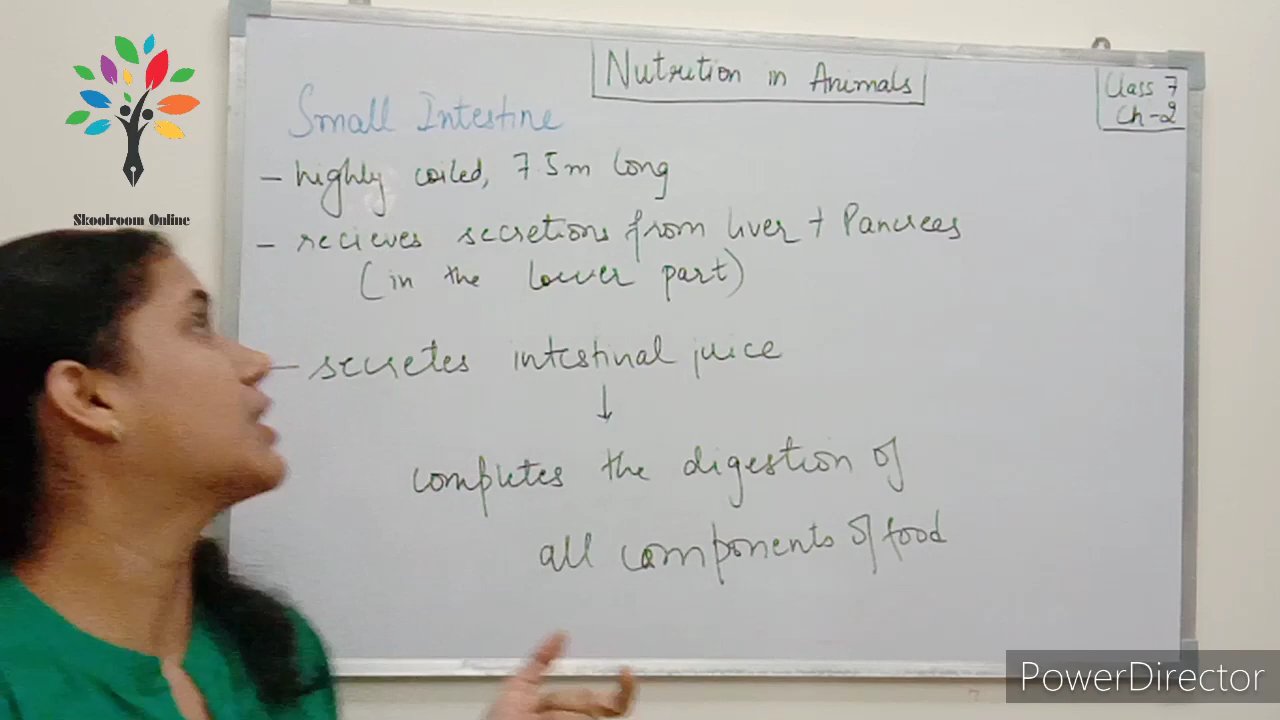 Nutrition in Animals
Class 7
Ch-2
Small Intestine
- highly coiled, 7.5m long
- recieves secretions from liver + Pancreas
(in the lower part)
- secretes intestinal juice
↓
completes the digestion of
all components of food
Skoolroom Online
PowerDirector